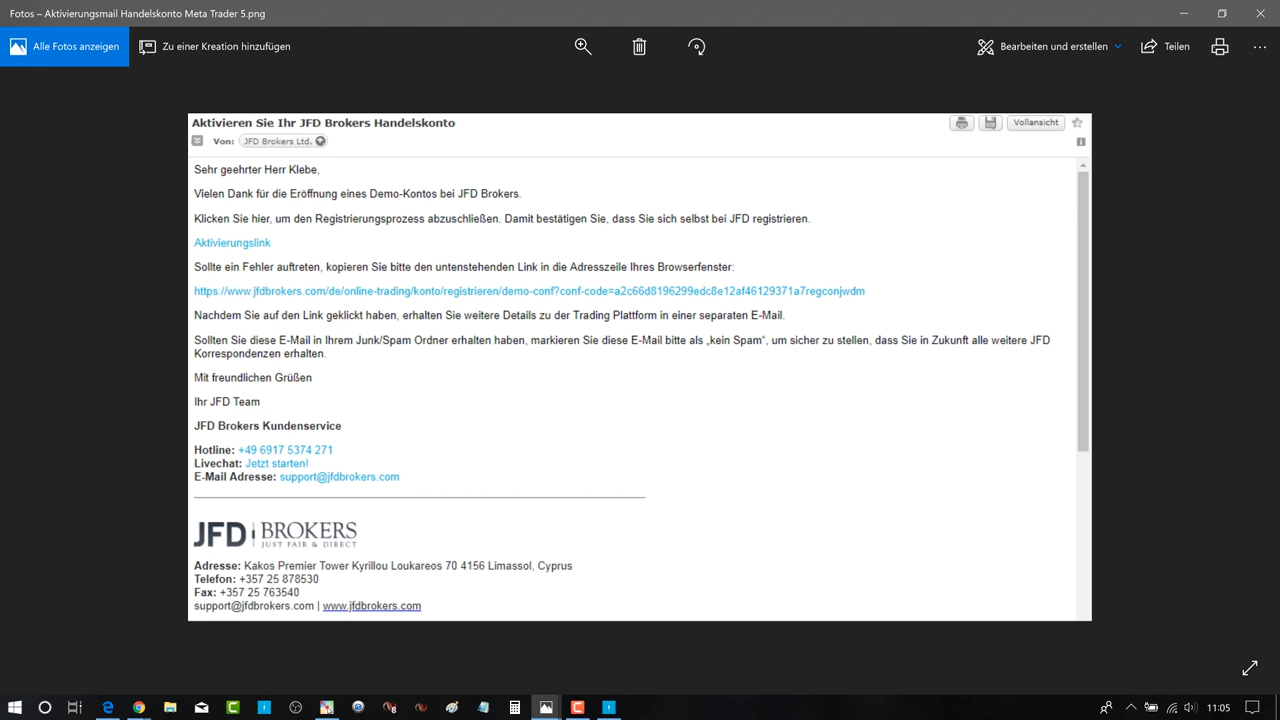 Fotos – Aktivierungsmail Handelskonto Meta Trader 5.png
Alle Fotos anzeigen
Zu einer Kreation hinzufügen
Bearbeiten und erstellen
Teilen
Aktivieren Sie Ihr JFD Brokers Handelskonto
Vollansicht
Von: JFD Brokers Ltd.
Sehr geehrter Herr Klebe,
Vielen Dank für die Eröffnung eines Demo-Kontos bei JFD Brokers.
Klicken Sie hier, um den Registrierungsprozess abzuschließen. Damit bestätigen Sie, dass Sie sich selbst bei JFD registrieren.
Aktivierungslink
Sollte ein Fehler auftreten, kopieren Sie bitte den untenstehenden Link in die Adresszeile Ihres Browserfenster:
https://www.jfdbrokers.com/de/online-trading/konto/registrieren/demo-conf?conf-code=a2c66d8196299edc8e12af46129371a7regconjwdm
Nachdem Sie auf den Link geklickt haben, erhalten Sie weitere Details zu der Trading Plattform in einer separaten E-Mail.
Sollten Sie diese E-Mail in Ihrem Junk/Spam Ordner erhalten haben, markieren Sie diese E-Mail bitte als „kein Spam“, um sicher zu stellen, dass Sie in Zukunft alle weitere JFD
Korrespondenzen erhalten.
Mit freundlichen Grüßen
Ihr JFD Team
JFD Brokers Kundenservice
Hotline: +49 6917 5374 271
Livechat: Jetzt starten!
E-Mail Adresse: support@jfdbrokers.com
JFD BROKERS
JUST FAIR & DIRECT
Adresse: Kakos Premier Tower Kyrillou Loukareos 70 4156 Limassol, Cyprus
Telefon: +357 25 878530
Fax: +357 25 763540
support@jfdbrokers.com | www.jfdbrokers.com
11:05